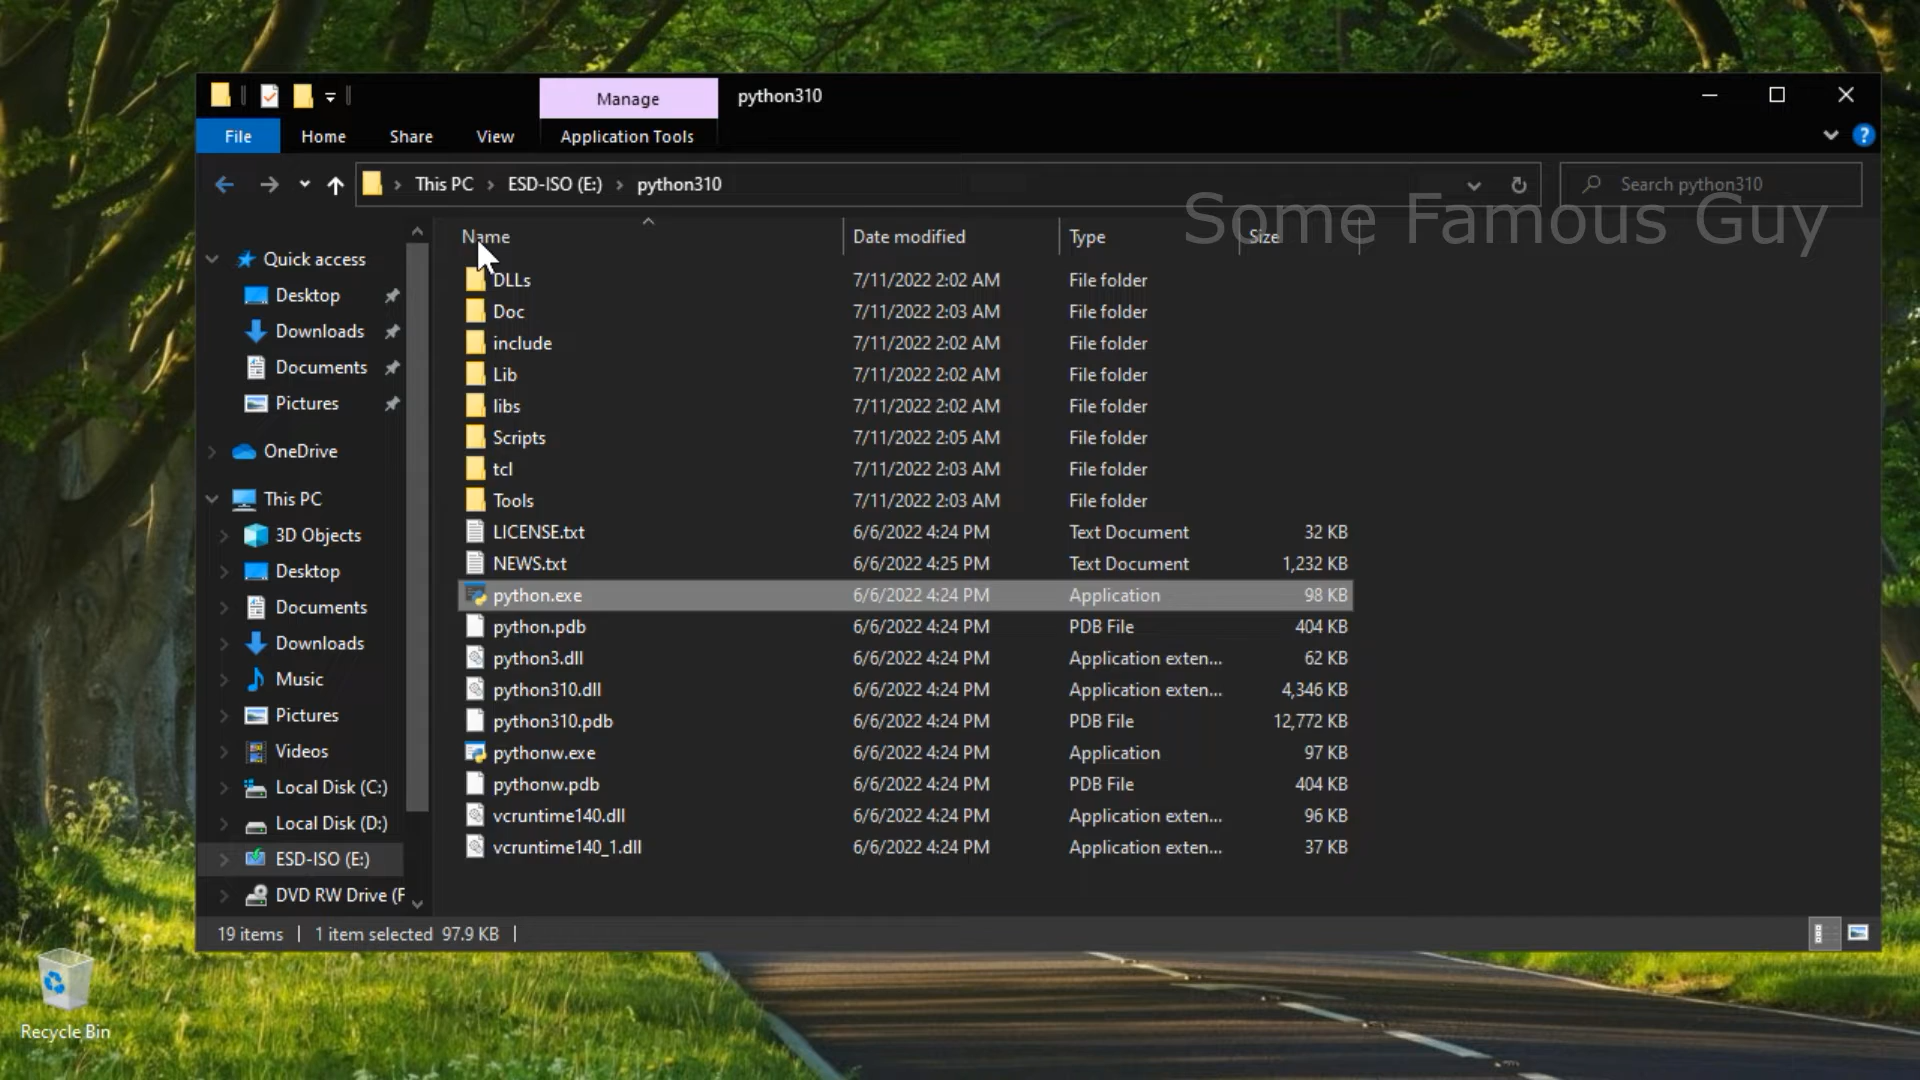 Manage
python310
File
Home
Share
View
Application Tools
?
This PC
ESD-ISO (E:)
python310
Search python310
Some Famous Guy
Name
Date modified
Type
Size
Quick access
Desktop
Downloads
Documents
Pictures
OneDrive
This PC
3D Objects
Desktop
Documents
Downloads
Music
Pictures
Videos
Local Disk (C:)
Local Disk (D:)
ESD-ISO (E:)
DVD RW Drive (F
DLLs 7/11/2022 2:02 AM File folder
Doc 7/11/2022 2:03 AM File folder
include 7/11/2022 2:02 AM File folder
Lib 7/11/2022 2:02 AM File folder
libs 7/11/2022 2:02 AM File folder
Scripts 7/11/2022 2:05 AM File folder
tcl 7/11/2022 2:03 AM File folder
Tools 7/11/2022 2:03 AM File folder
LICENSE.txt 6/6/2022 4:24 PM Text Document 32 KB
NEWS.txt 6/6/2022 4:25 PM Text Document 1,232 KB
python.exe 6/6/2022 4:24 PM Application 98 KB
python.pdb 6/6/2022 4:24 PM PDB File 404 KB
python3.dll 6/6/2022 4:24 PM Application exten... 62 KB
python310.dll 6/6/2022 4:24 PM Application exten... 4,346 KB
python310.pdb 6/6/2022 4:24 PM PDB File 12,772 KB
pythonw.exe 6/6/2022 4:24 PM Application 97 KB
pythonw.pdb 6/6/2022 4:24 PM PDB File 404 KB
vcruntime140.dll 6/6/2022 4:24 PM Application exten... 96 KB
vcruntime140_1.dll 6/6/2022 4:24 PM Application exten... 37 KB
19 items
1 item selected 97.9 KB
Recycle Bin